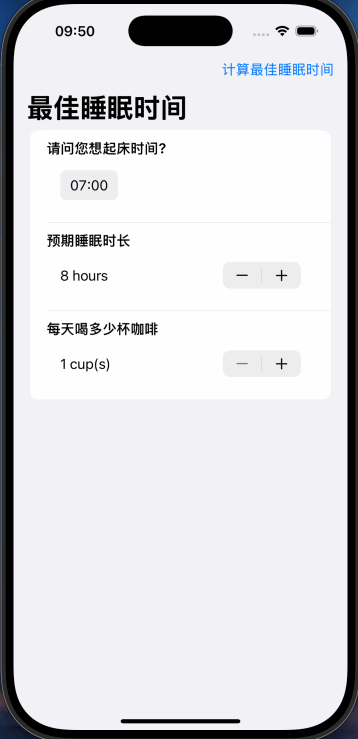 09:50
计算最佳睡眠时间
最佳睡眠时间
请问您想起床时间?
07:00
预期睡眠时长
8 hours
每天喝多少杯咖啡
1 cup(s)